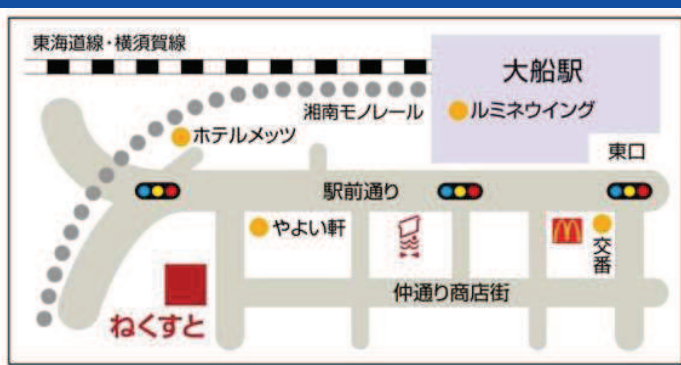 東海道線・横須賀線
大船駅
湘南モノレール
ルミネウイング
ホテルメッツ
東口
駅前通り
やよい軒
交番
仲通り商店街
ねくすと